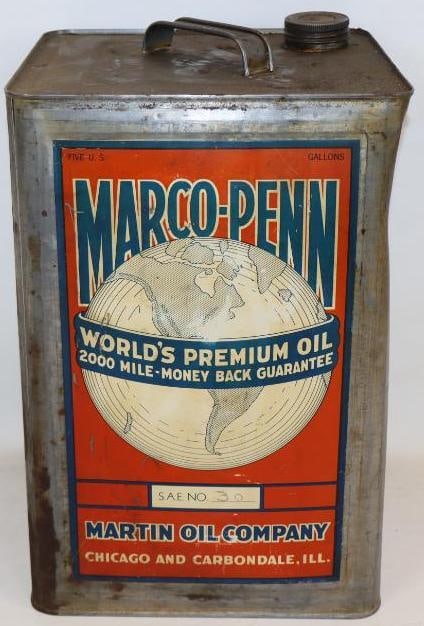 FIVE U.S. GALLONS
MARCO-PENN
WORLD'S PREMIUM OIL
2000 MILE-MONEY BACK GUARANTEE
S.A.E. NO. 30
MARTIN OIL COMPANY
CHICAGO AND CARBONDALE, ILL.